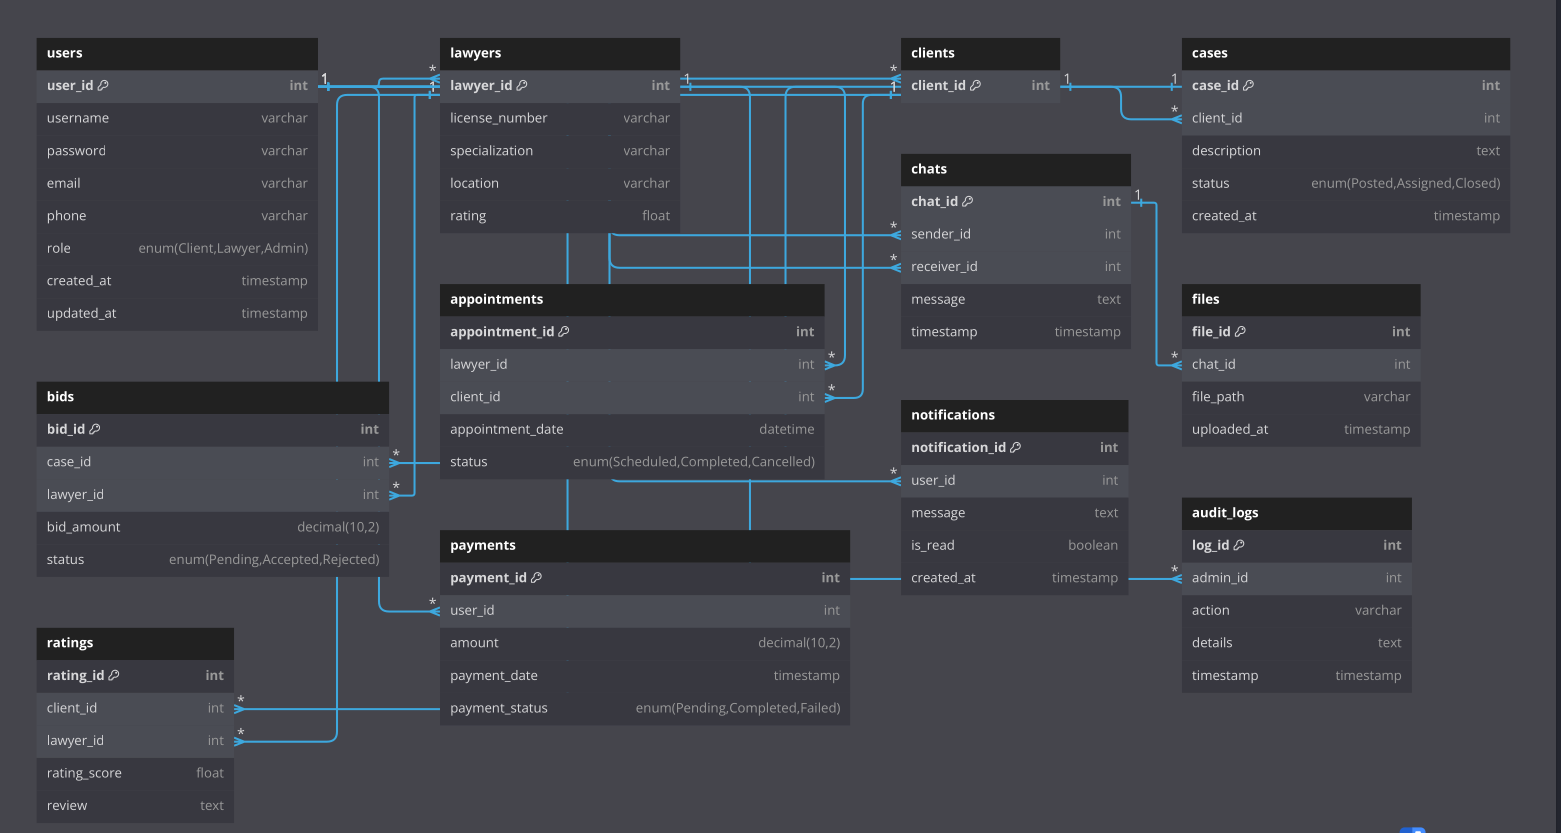 users
user_id int
username varchar
password varchar
email varchar
phone varchar
role enum(Client,Lawyer,Admin)
created_at timestamp
updated_at timestamp
lawyers
lawyer_id int
license_number varchar
specialization varchar
location varchar
rating float
clients
client_id int
cases
case_id int
client_id int
description text
status enum(Posted,Assigned,Closed)
created_at timestamp
chats
chat_id int
sender_id int
receiver_id int
message text
timestamp timestamp
appointments
appointment_id int
lawyer_id int
client_id int
appointment_date datetime
status enum(Scheduled,Completed,Cancelled)
files
file_id int
chat_id int
file_path varchar
uploaded_at timestamp
bids
bid_id int
case_id int
lawyer_id int
bid_amount decimal(10,2)
status enum(Pending,Accepted,Rejected)
notifications
notification_id int
user_id int
message text
is_read boolean
created_at timestamp
audit_logs
log_id int
admin_id int
action varchar
details text
timestamp timestamp
payments
payment_id int
user_id int
amount decimal(10,2)
payment_date timestamp
payment_status enum(Pending,Completed,Failed)
ratings
rating_id int
client_id int
lawyer_id int
rating_score float
review text
1
*
1
1
*
1
1
1
*
*
*
1
*
*
*
*
*
*
*
*
*
*